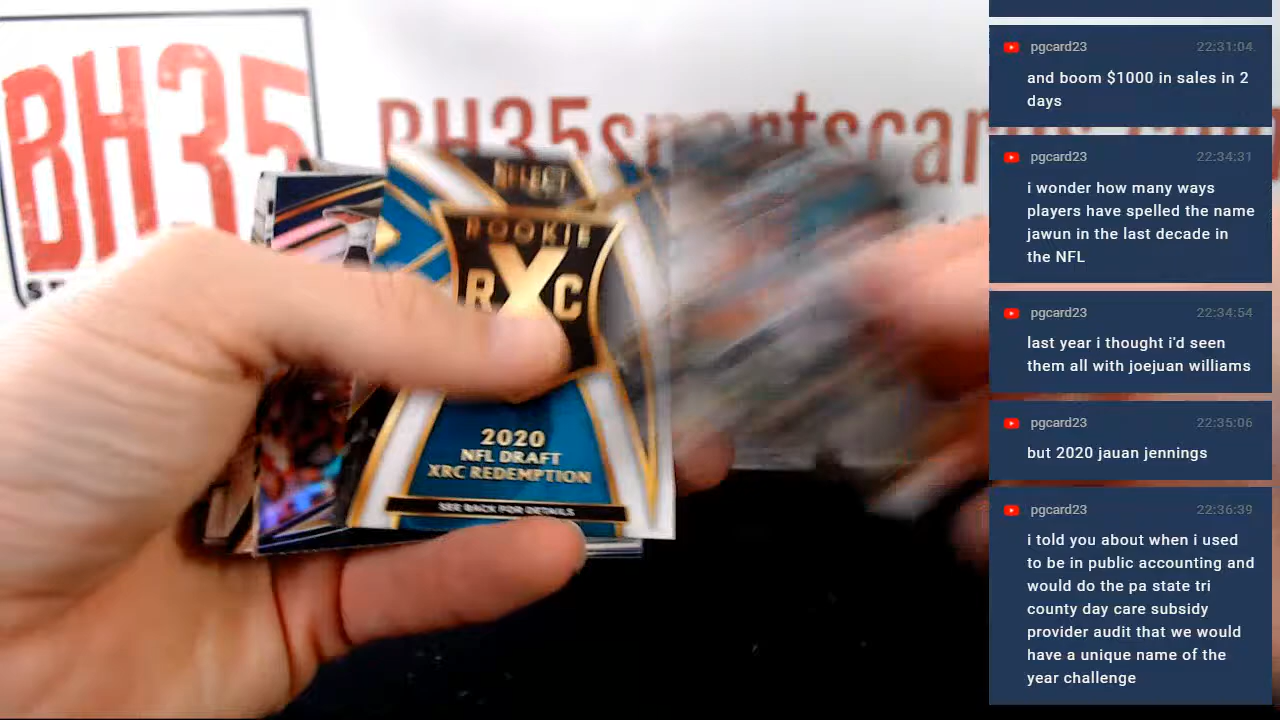 BH35
BH35sportscards.com
SELECT
ROOKIE
RXC
2020
NFL DRAFT
XRC REDEMPTION
SEE BACK FOR DETAILS
pgcard23 22:31:04
and boom $1000 in sales in 2
days
pgcard23 22:34:31
i wonder how many ways
players have spelled the name
jawun in the last decade in
the NFL
pgcard23 22:34:54
last year i thought i'd seen
them all with joejuan williams
pgcard23 22:35:06
but 2020 jauan jennings
pgcard23 22:36:39
i told you about when i used
to be in public accounting and
would do the pa state tri
county day care subsidy
provider audit that we would
have a unique name of the
year challenge